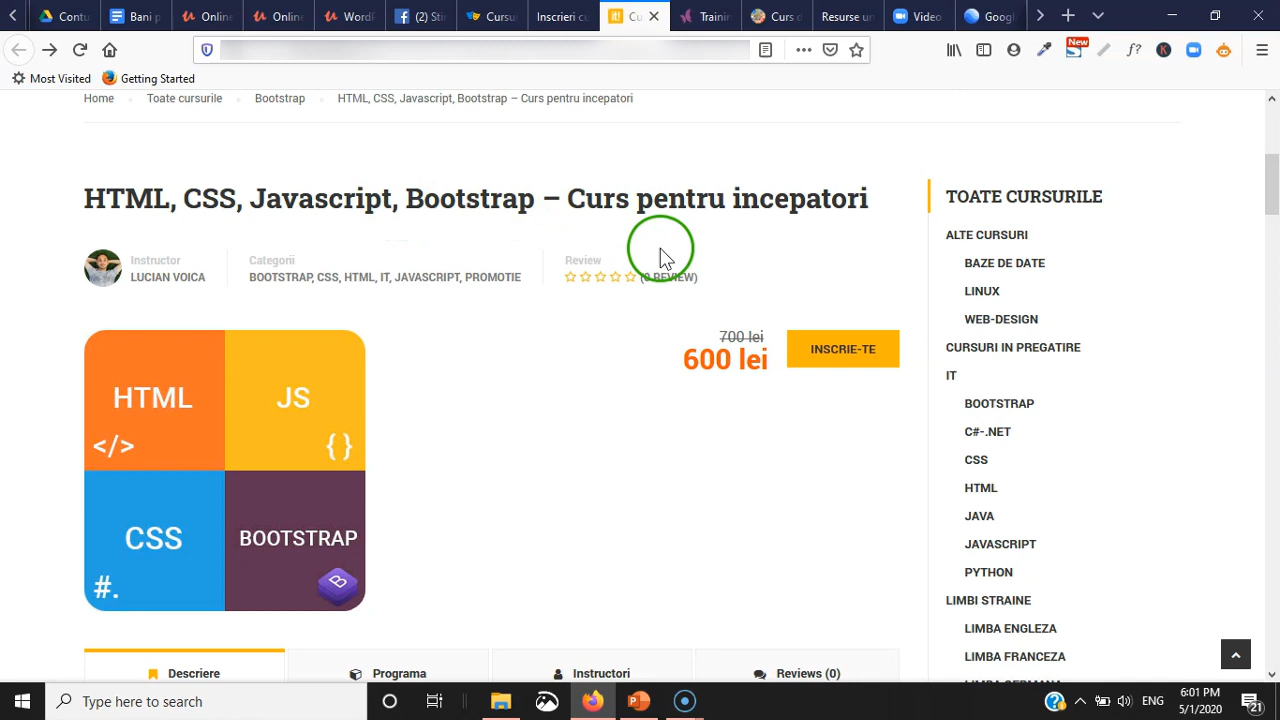 Contu
Bani p
Online
Online
WordF
(2) Sti
Cursu
Inscrieri cu
it! Cu
Trainin
Curs d
Resurse un
Video
Googl
New
f?
K
Most Visited
Getting Started
Home
Toate cursurile
Bootstrap
HTML, CSS, Javascript, Bootstrap – Curs pentru incepatori
HTML, CSS, Javascript, Bootstrap – Curs pentru incepatori
Instructor
LUCIAN VOICA
Categorii
BOOTSTRAP, CSS, HTML, IT, JAVASCRIPT, PROMOTIE
Review
(0 REVIEW)
700 lei
600 lei
INSCRIE-TE
HTML
</>
JS
{ }
CSS
#.
BOOTSTRAP
B
Descriere
Programa
Instructori
Reviews (0)
TOATE CURSURILE
ALTE CURSURI
BAZE DE DATE
LINUX
WEB-DESIGN
CURSURI IN PREGATIRE
IT
BOOTSTRAP
C#-.NET
CSS
HTML
JAVA
JAVASCRIPT
PYTHON
LIMBI STRAINE
LIMBA ENGLEZA
LIMBA FRANCEZA
Type here to search
ENG
6:01 PM
5/1/2020
21